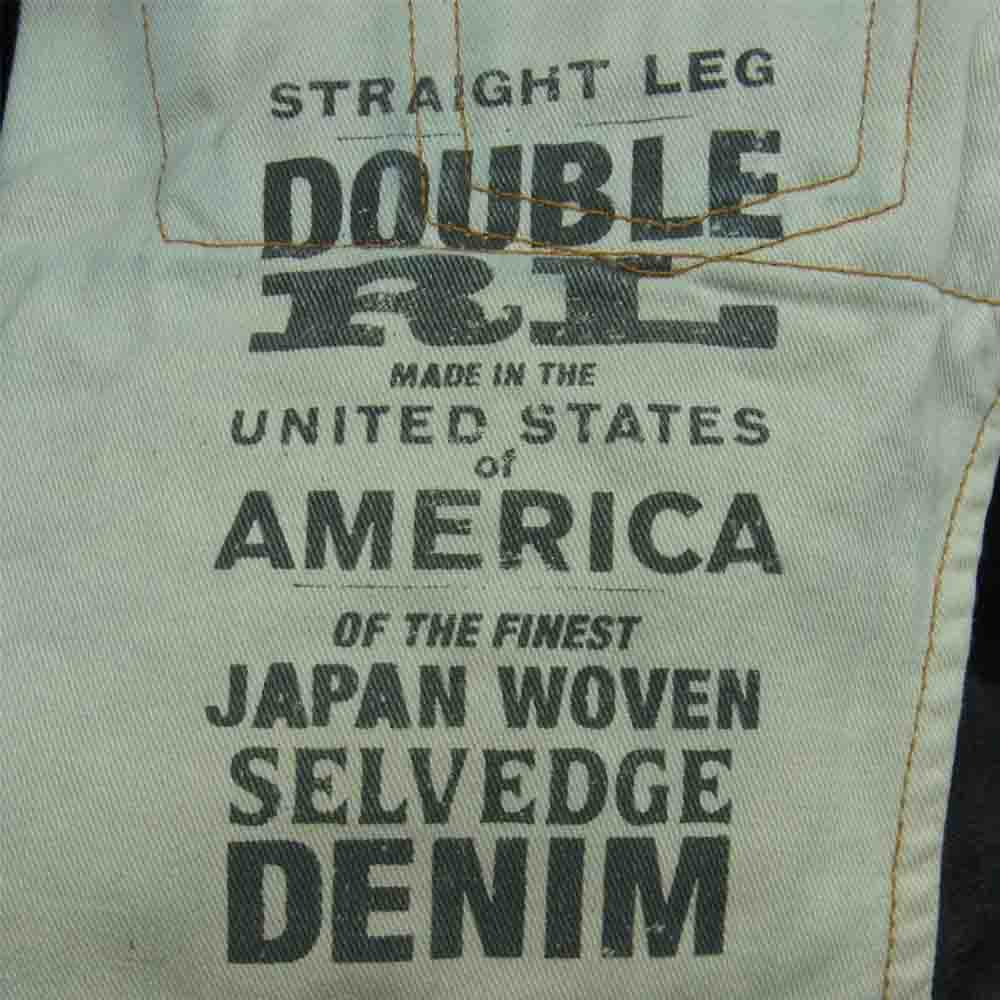 STRAIGHT LEG
DOUBLE
RL
MADE IN THE
UNITED STATES
of
AMERICA
OF THE FINEST
JAPAN WOVEN
SELVEDGE
DENIM